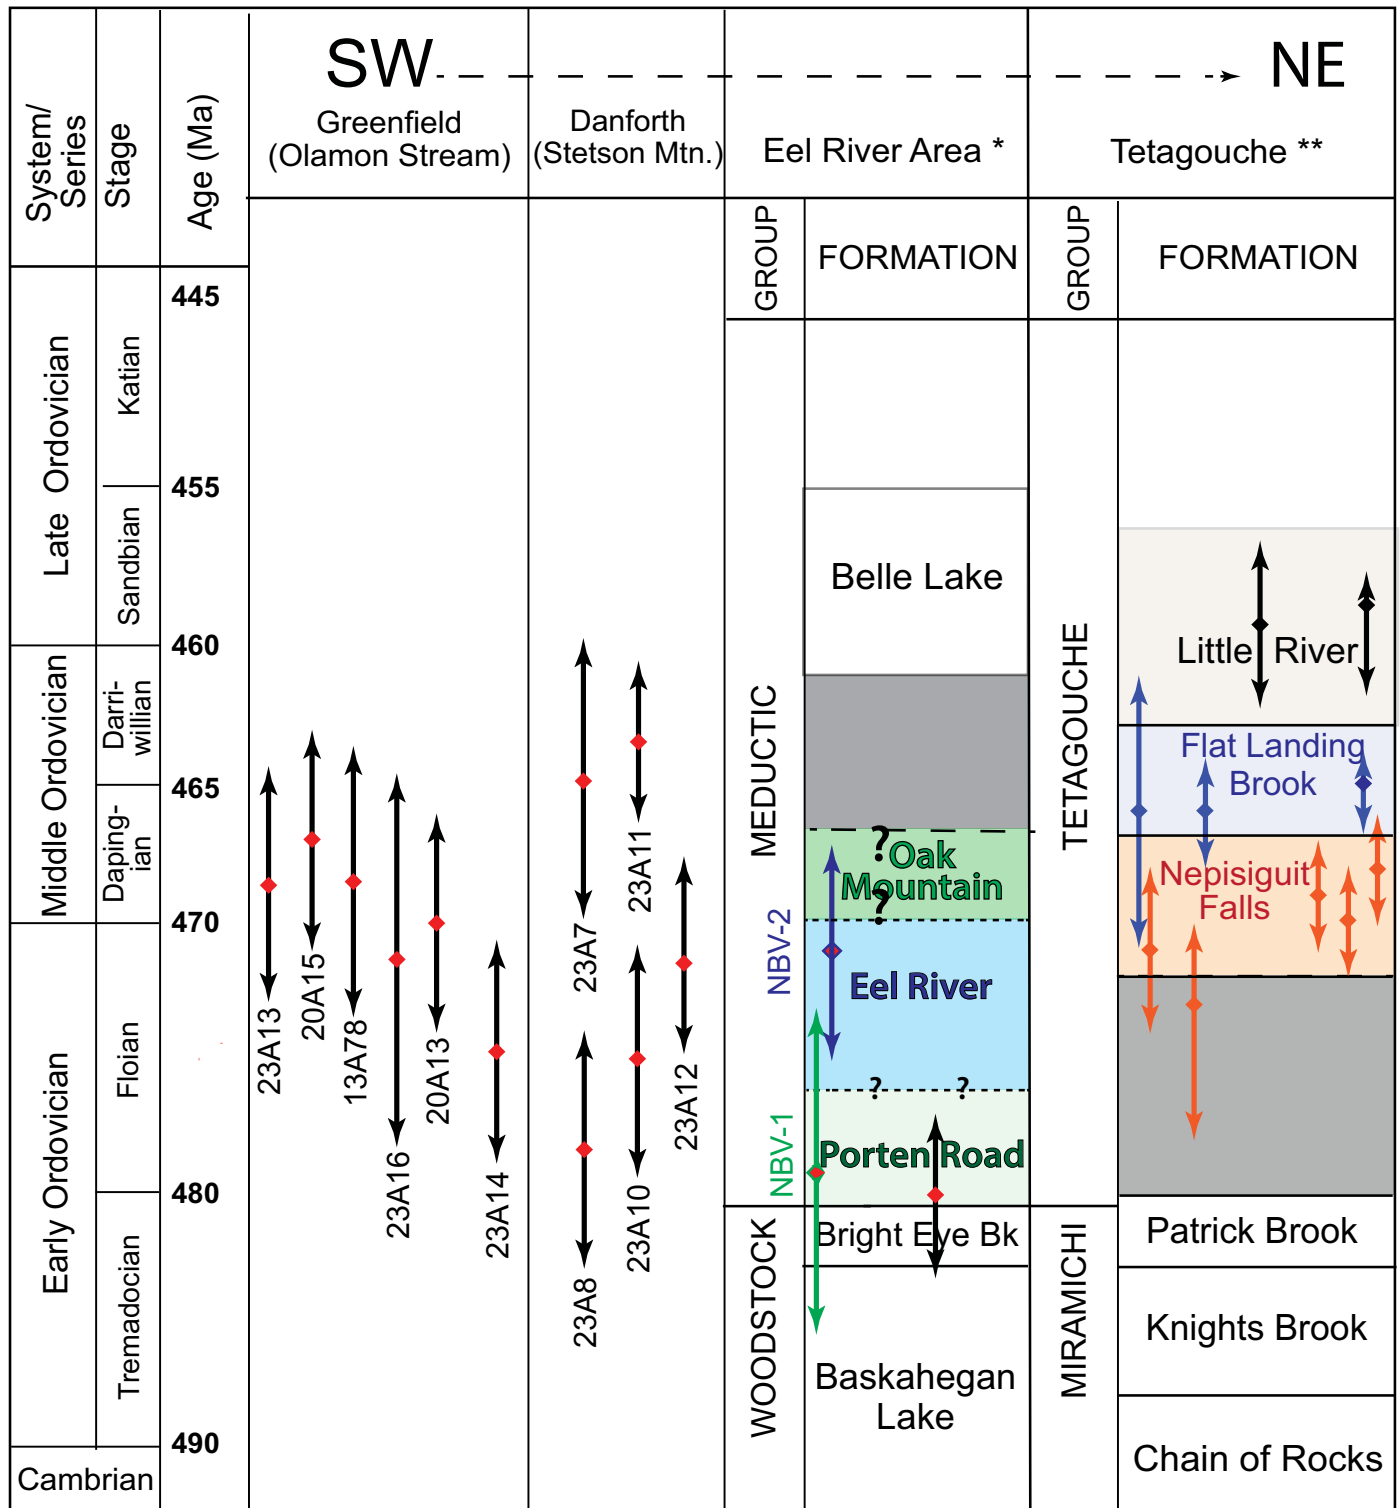 SW
NE
System/
Series
Stage
Age (Ma)
Greenfield
(Olamon Stream)
Danforth
(Stetson Mtn.)
Eel River Area *
Tetagouche **
GROUP
FORMATION
GROUP
FORMATION
Late Ordovician
Middle Ordovician
Early Ordovician
Cambrian
Katian
Sandbian
Darri-
willian
Daping-
ian
Floian
Tremadocian
445
455
460
465
470
480
490
23A13
20A15
13A78
23A16
20A13
23A14
23A7
23A8
23A11
23A10
23A12
MEDUCTIC
NBV-2
NBV-1
WOODSTOCK
Belle Lake
?
Oak
Mountain
?
Eel River
? ?
Porten Road
Bright Eye Bk
Baskahegan
Lake
TETAGOUCHE
MIRAMICHI
Little River
Flat Landing
Brook
Nepisiguit
Falls
Patrick Brook
Knights Brook
Chain of Rocks